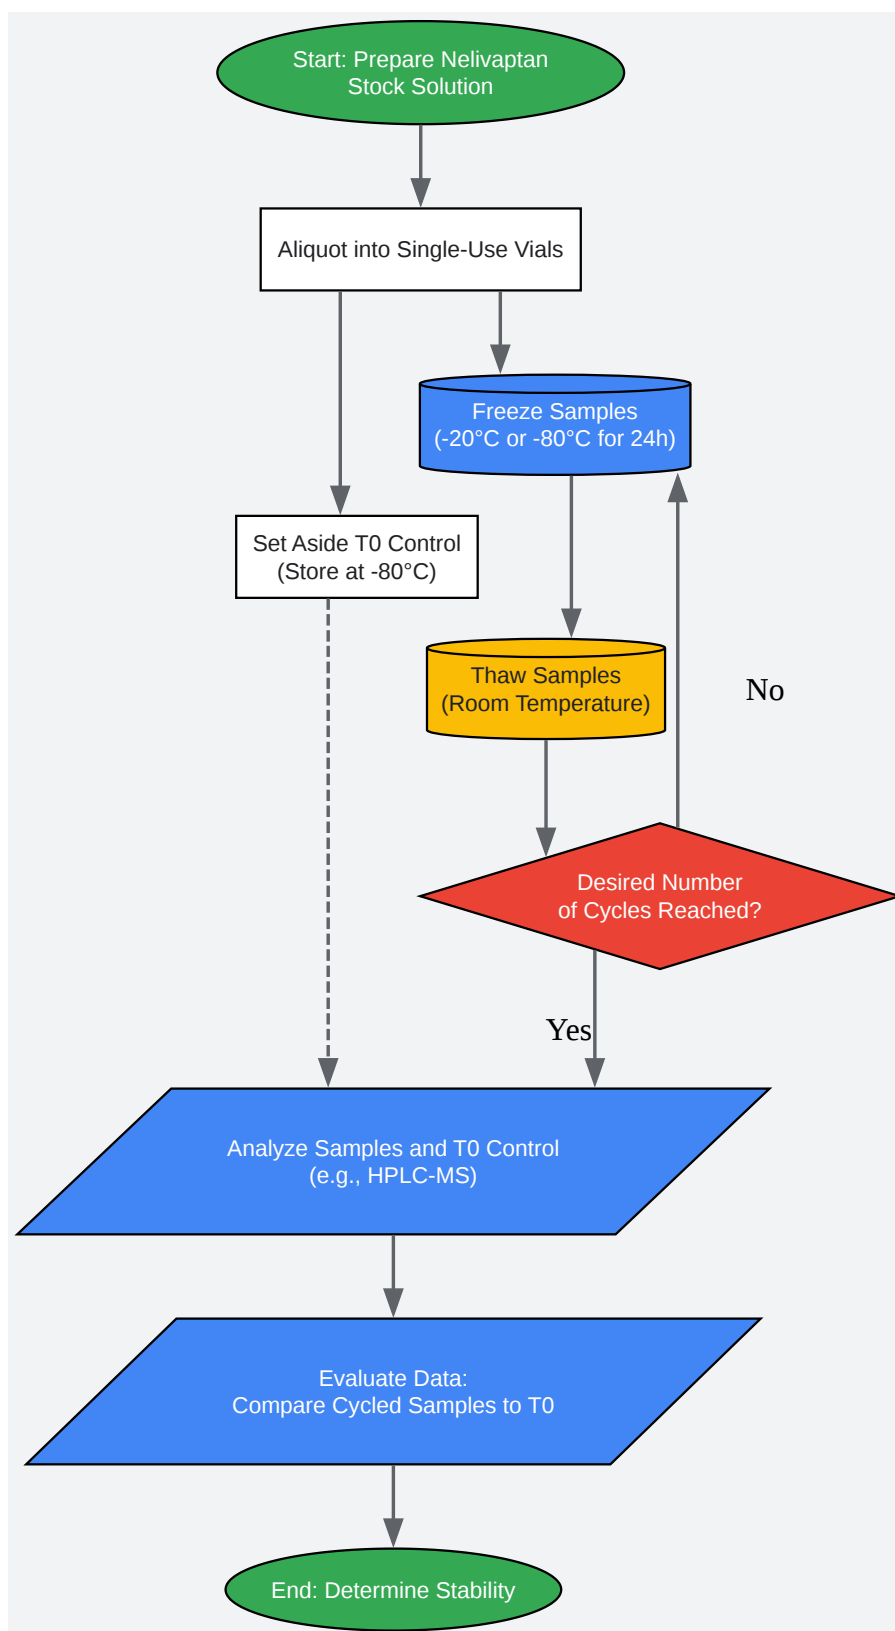 Start: Prepare Nelivaptan
Stock Solution
Aliquot into Single-Use Vials
Freeze Samples
(-20°C or -80°C for 24h)
Set Aside T0 Control
(Store at -80°C)
Thaw Samples
(Room Temperature)
No
Desired Number
of Cycles Reached?
Yes
Analyze Samples and T0 Control
(e.g., HPLC-MS)
Evaluate Data:
Compare Cycled Samples to T0
End: Determine Stability